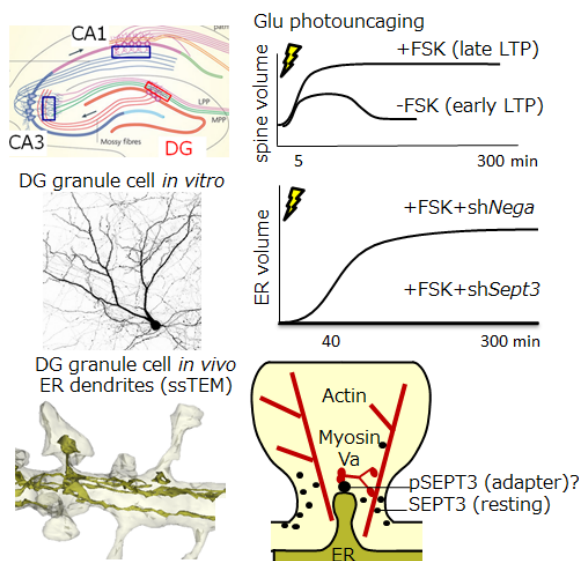 CA1
CA3
LPP
MPP
Mossy fibres
DG
DG granule cell in vitro
DG granule cell in vivo
ER dendrites (ssTEM)
Glu photouncaging
spine volume
+FSK (late LTP)
-FSK (early LTP)
5
300 min
ER volume
+FSK+shNega
+FSK+shSept3
40
300 min
Actin
Myosin
Va
pSEPT3 (adapter)?
SEPT3 (resting)
ER